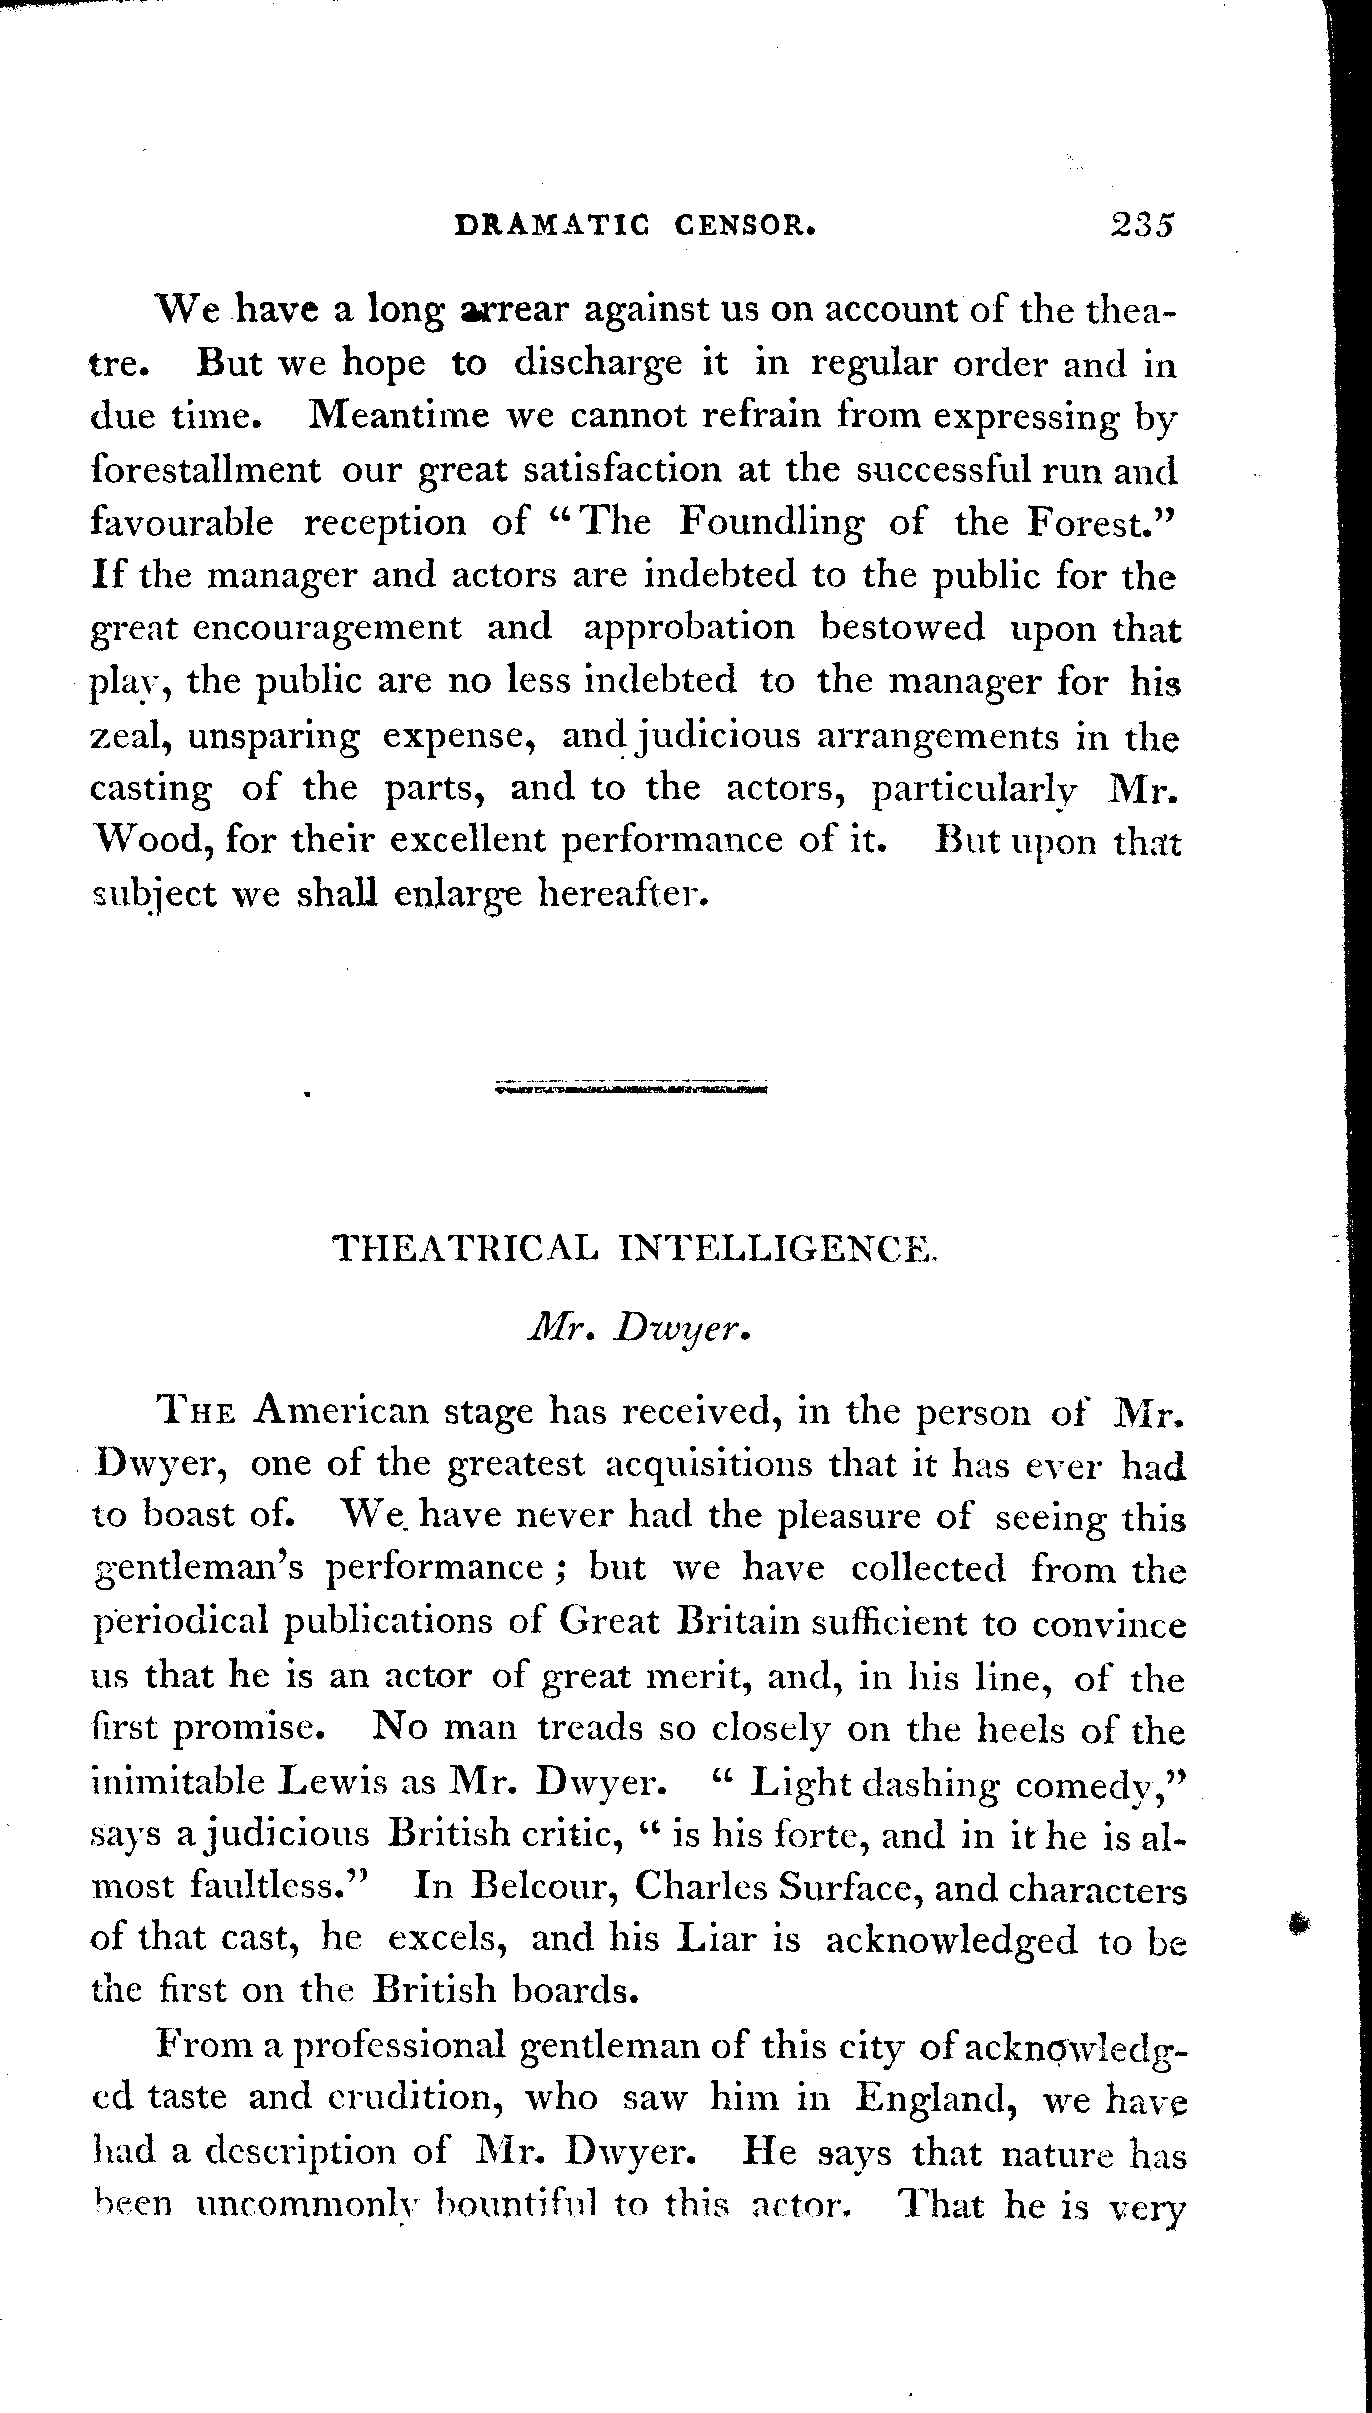 DRAMATIC CENSOR. 235
We have a long arrear against us on account of the thea-
tre. But we hope to discharge it in regular order and in
due time. Meantime we cannot refrain from expressing by
forestallment our great satisfaction at the successful run and
favourable reception of “The Foundling of the Forest.”
If the manager and actors are indebted to the public for the
great encouragement and approbation bestowed upon that
play, the public are no less indebted to the manager for his
zeal, unsparing expense, and judicious arrangements in the
casting of the parts, and to the actors, particularly Mr.
Wood, for their excellent performance of it. But upon that
subject we shall enlarge hereafter.
THEATRICAL INTELLIGENCE.
Mr. Dwyer.
THE American stage has received, in the person of Mr.
Dwyer, one of the greatest acquisitions that it has ever had
to boast of. We have never had the pleasure of seeing this
gentleman's performance ; but we have collected from the
periodical publications of Great Britain sufficient to convince
us that he is an actor of great merit, and, in his line, of the
first promise. No man treads so closely on the heels of the
inimitable Lewis as Mr. Dwyer. “ Light dashing comedy,”
says a judicious British critic, “ is his forte, and in it he is al-
most faultless.” In Belcour, Charles Surface, and characters
of that cast, he excels, and his Liar is acknowledged to be
the first on the British boards.
From a professional gentleman of this city of acknowledg-
ed taste and erudition, who saw him in England, we have
had a description of Mr. Dwyer. He says that nature has
been uncommonly bountiful to this actor. That he is very